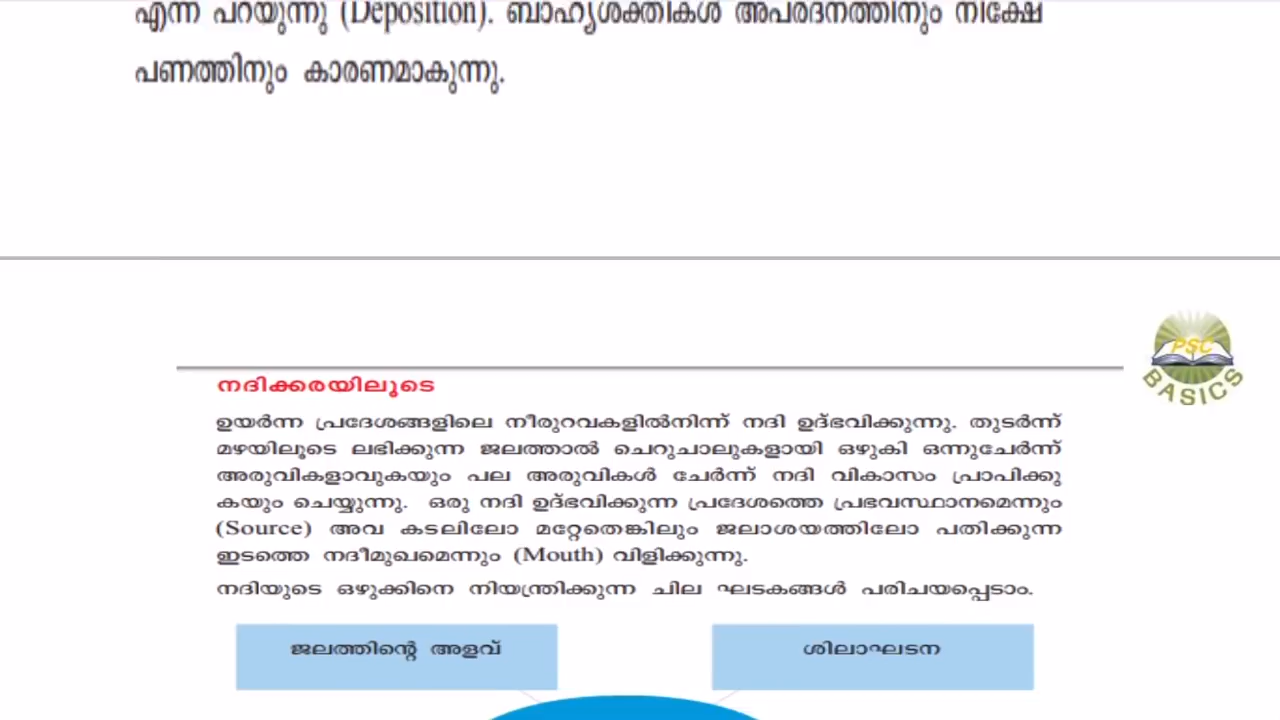 എന്ന് പറയുന്നു (Deposition). ബാഹ്യശക്തികൾ അപരദനത്തിനും നിക്ഷേ
പണത്തിനും കാരണമാകുന്നു.
PSC
BASICS
നദിക്കരയിലൂടെ
ഉയർന്ന പ്രദേശങ്ങളിലെ നീരുറവകളിൽനിന്ന് നദി ഉദ്ഭവിക്കുന്നു. തുടർന്ന്
മഴയിലൂടെ ലഭിക്കുന്ന ജലത്താൽ ചെറുചാലുകളായി ഒഴുകി ഒന്നുചേർന്ന്
അരുവികളാവുകയും പല അരുവികൾ ചേർന്ന് നദി വികാസം പ്രാപിക്കു
കയും ചെയ്യുന്നു. ഒരു നദി ഉദ്ഭവിക്കുന്ന പ്രദേശത്തെ പ്രഭവസ്ഥാനമെന്നും
(Source) അവ കടലിലോ മറ്റേതെങ്കിലും ജലാശയത്തിലോ പതിക്കുന്ന
ഇടത്തെ നദീമുഖമെന്നും (Mouth) വിളിക്കുന്നു.
നദിയുടെ ഒഴുക്കിനെ നിയന്ത്രിക്കുന്ന ചില ഘടകങ്ങൾ പരിചയപ്പെടാം.
ജലത്തിന്റെ അളവ് ശിലാഘടന